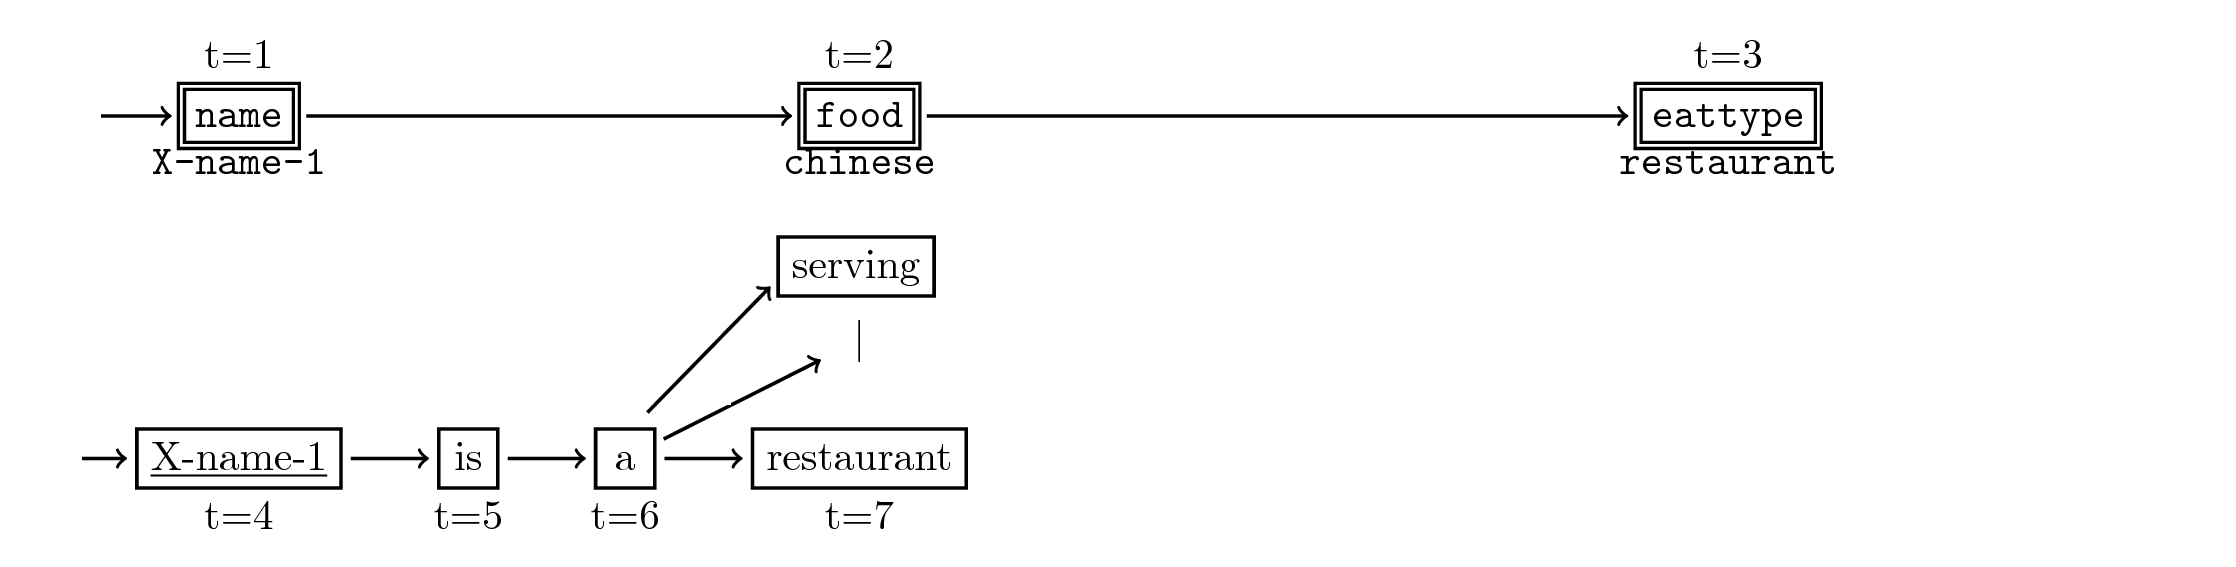 t=1 t=2 t=3
name food eattype
X-name-1 chinese restaurant
serving
|
X-name-1 is a restaurant
t=4 t=5 t=6 t=7